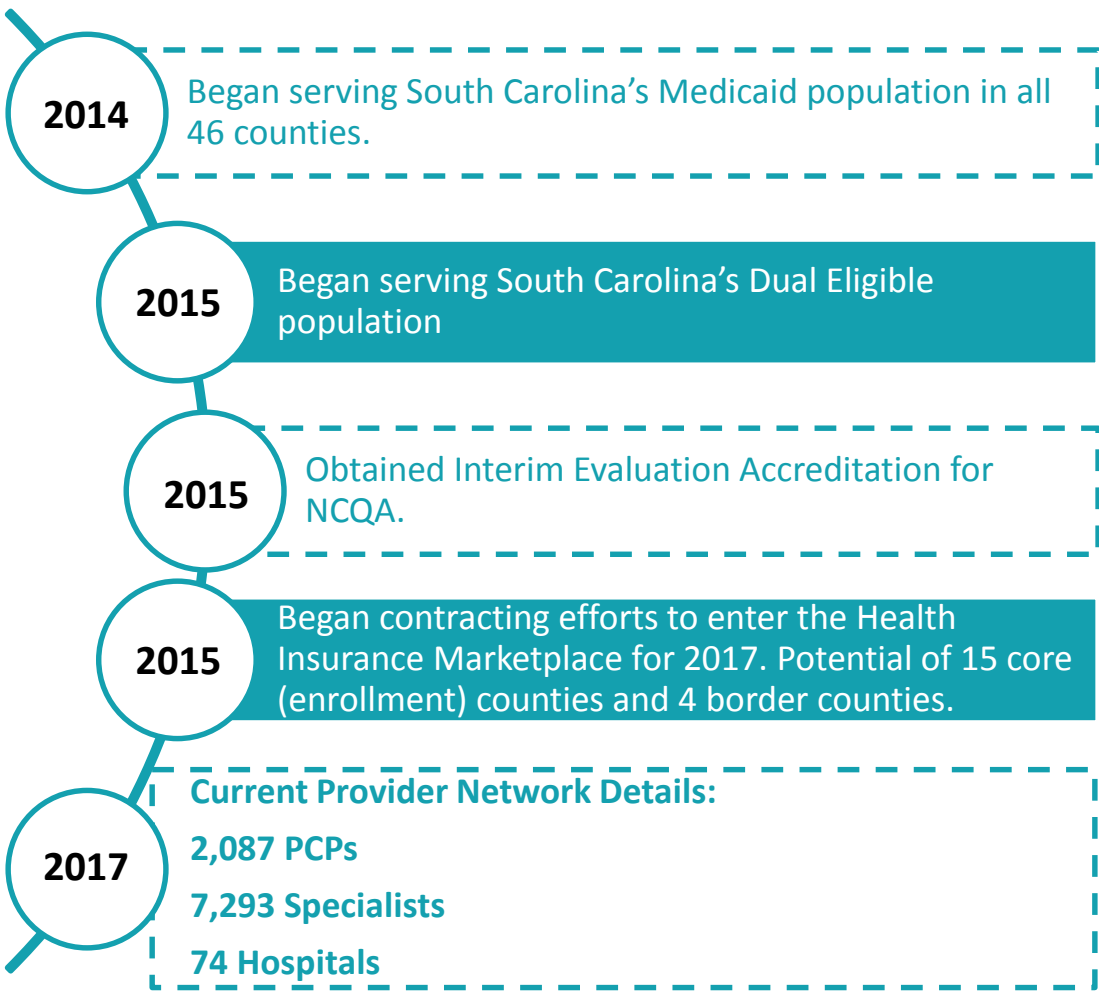 2014
Began serving South Carolina’s Medicaid population in all
46 counties.
2015
Began serving South Carolina’s Dual Eligible
population
2015
Obtained Interim Evaluation Accreditation for
NCQA.
2015
Began contracting efforts to enter the Health
Insurance Marketplace for 2017. Potential of 15 core
(enrollment) counties and 4 border counties.
2017
Current Provider Network Details:
2,087 PCPs
7,293 Specialists
74 Hospitals